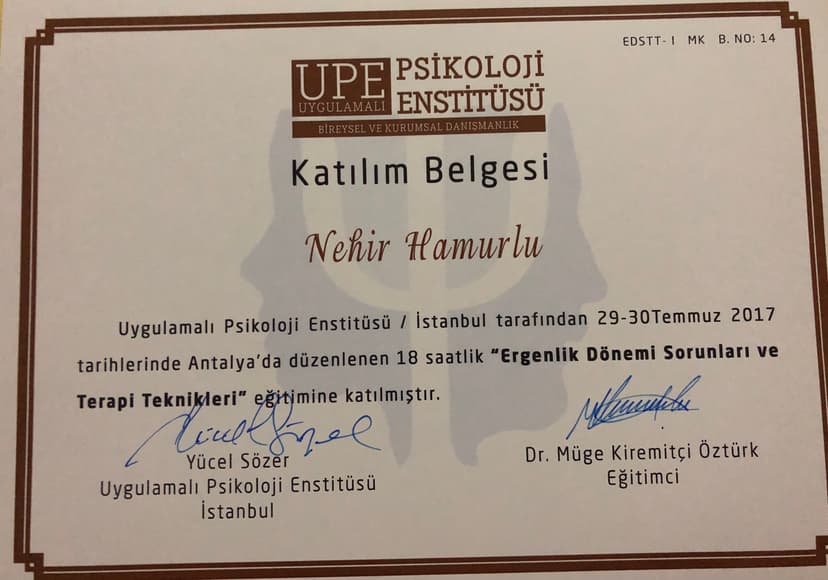 EDSTT- I MK B. NO: 14
UPE PSİKOLOJİ
UYGULAMALI ENSTİTÜSÜ
BİREYSEL VE KURUMSAL DANIŞMANLIK
Katılım Belgesi
Nehir Hamurlu
Uygulamalı Psikoloji Enstitüsü / İstanbul tarafından 29-30Temmuz 2017
tarihlerinde Antalya'da düzenlenen 18 saatlik "Ergenlik Dönemi Sorunları ve
Terapi Teknikleri" eğitimine katılmıştır.
Yücel Sözer
Uygulamalı Psikoloji Enstitüsü
İstanbul
Dr. Müge Kiremitçi Öztürk
Eğitimci